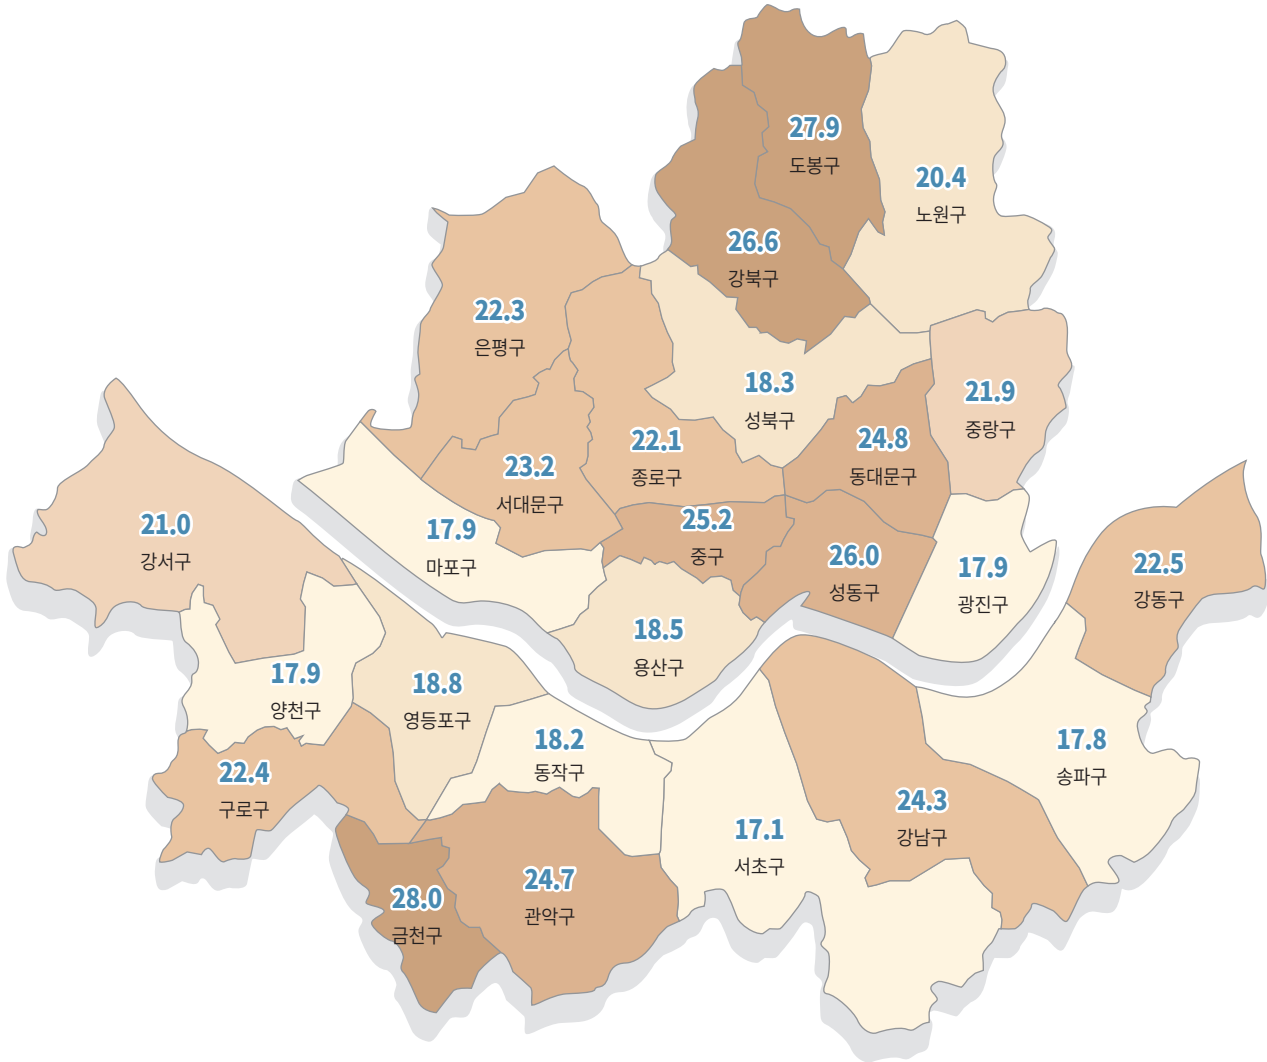 27.9
도봉구
20.4
노원구
26.6
강북구
22.3
은평구
18.3
성북구
21.9
중랑구
22.1
종로구
24.8
동대문구
23.2
서대문구
21.0
강서구
17.9
마포구
25.2
중구
26.0
성동구
17.9
광진구
22.5
강동구
18.5
용산구
17.9
양천구
18.8
영등포구
18.2
동작구
17.8
송파구
22.4
구로구
24.3
강남구
17.1
서초구
24.7
관악구
28.0
금천구